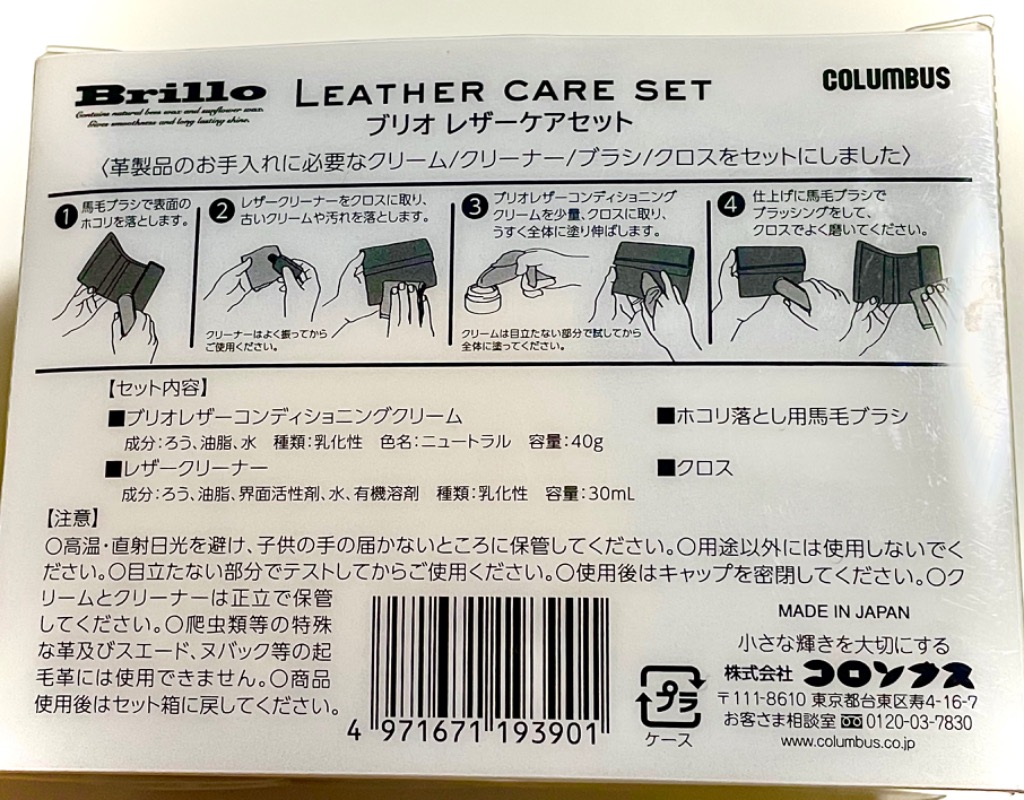 Brillo
Contains natural bees wax and sunflower wax.
Gives smoothness and long lasting shine.
LEATHER CARE SET
COLUMBUS
ブリオ レザーケアセット
〈革製品のお手入れに必要なクリーム/クリーナー/ブラシ/クロスをセットにしました〉
❶ 馬毛ブラシで表面の
ホコリを落とします。
❷ レザークリーナーをクロスに取り、
古いクリームや汚れを落とします。
クリーナーはよく振ってから
ご使用ください。
❸ ブリオレザーコンディショニング
クリームを少量、クロスに取り、
うすく全体に塗り伸ばします。
クリームは目立たない部分で試してから
全体に塗ってください。
❹ 仕上げに馬毛ブラシで
ブラッシングをして、
クロスでよく磨いてください。
【セット内容】
■ブリオレザーコンディショニングクリーム
成分:ろう、油脂、水 種類:乳化性 色名:ニュートラル 容量:40g
■レザークリーナー
成分:ろう、油脂、界面活性剤、水、有機溶剤 種類:乳化性 容量:30mL
■ホコリ落とし用馬毛ブラシ
■クロス
【注意】
○高温・直射日光を避け、子供の手の届かないところに保管してください。○用途以外には使用しないでく
ださい。○目立たない部分でテストしてからご使用ください。○使用後はキャップを密閉してください。○ク
リームとクリーナーは正立で保管
してください。○爬虫類等の特殊
な革及びスエード、ヌバック等の起
毛革には使用できません。○商品
使用後はセット箱に戻してください。
4 971671 193901
プラ
ケース
MADE IN JAPAN
小さな輝きを大切にする
株式会社 コロンブス
〒111-8610 東京都台東区寿4-16-7
お客さま相談室 0120-03-7830
www.columbus.co.jp